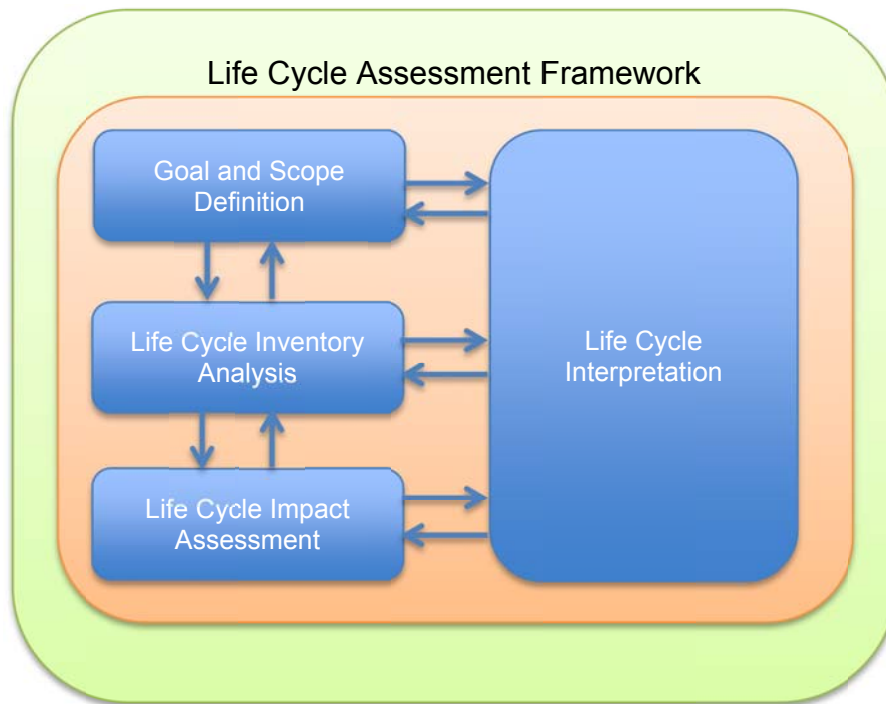 Life Cycle Assessment Framework
Goal and Scope
Definition
Life Cycle Inventory
Analysis
Life Cycle Impact
Assessment
Life Cycle
Interpretation